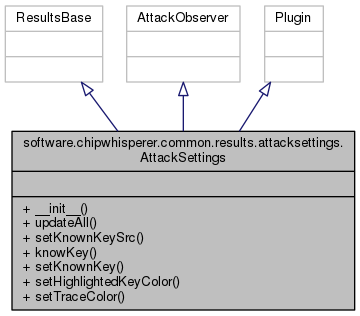 ResultsBase
AttackObserver
Plugin
software.chipwhisperer.common.results.attacksettings.
AttackSettings
+ __init__()
+ updateAll()
+ setKnownKeySrc()
+ knowKey()
+ setKnownKey()
+ setHighlightedKeyColor()
+ setTraceColor()